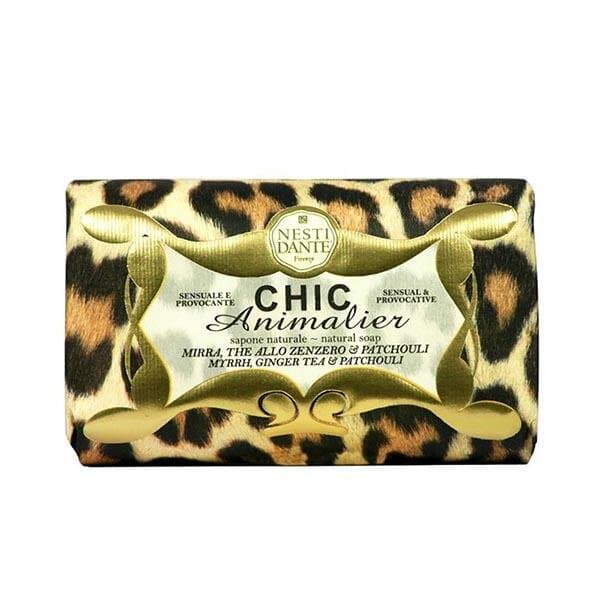 NESTI
DANTE
Firenze
SENSUALE E
PROVOCANTE
CHIC
SENSUAL &
PROVOCATIVE
Animalier
sapone naturale ~ natural soap
MIRRA, THE ALLO ZENZERO & PATCHOULI
MYRRH, GINGER TEA & PATCHOULI